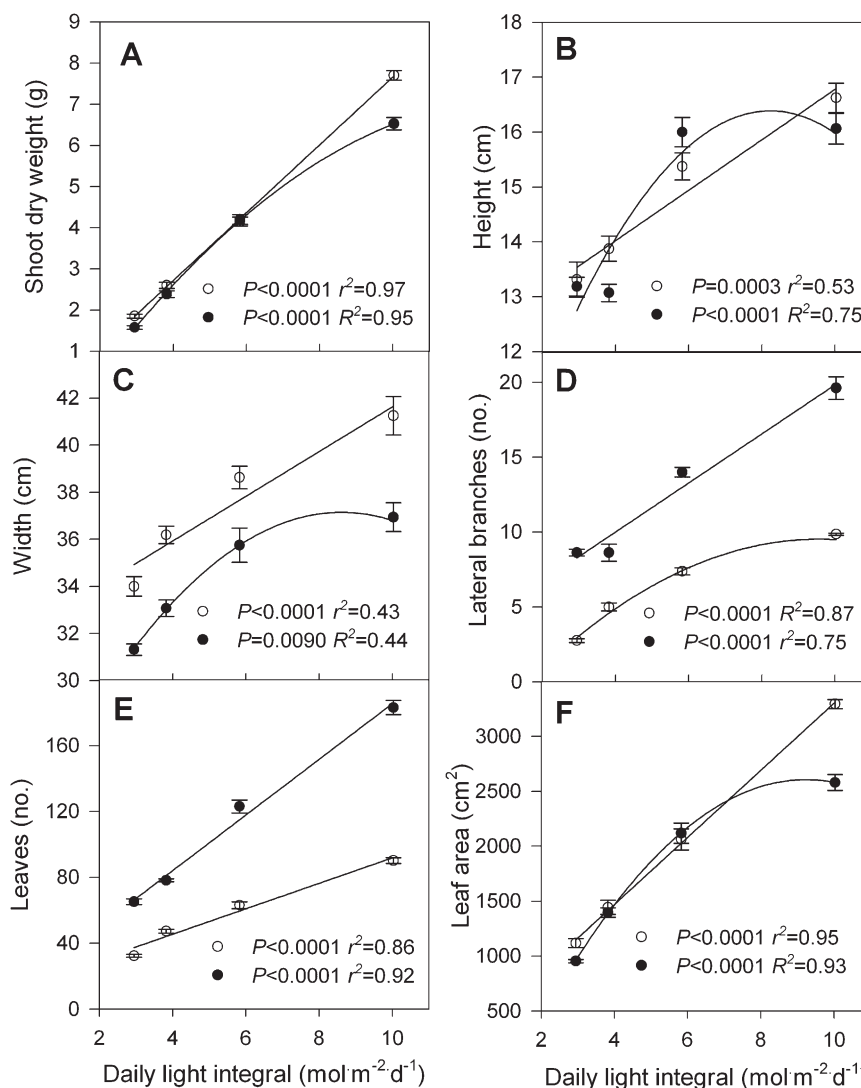 A
Shoot dry weight (g)
9
8
7
6
5
4
3
2
1
P<0.0001 r²=0.97
P<0.0001 R²=0.95
B
Height (cm)
18
17
16
15
14
13
12
P=0.0003 r²=0.53
P<0.0001 R²=0.75
C
Width (cm)
42
40
38
36
34
32
30
P<0.0001 r²=0.43
P=0.0090 R²=0.44
D
Lateral branches (no.)
20
15
10
5
0
P<0.0001 R²=0.87
P<0.0001 r²=0.75
E
Leaves (no.)
160
120
80
40
0
P<0.0001 r²=0.86
P<0.0001 r²=0.92
2 4 6 8 10
Daily light integral (mol·m⁻²·d⁻¹)
F
Leaf area (cm²)
3500
3000
2500
2000
1500
1000
500
P<0.0001 r²=0.95
P<0.0001 R²=0.93
2 4 6 8 10
Daily light integral (mol·m⁻²·d⁻¹)